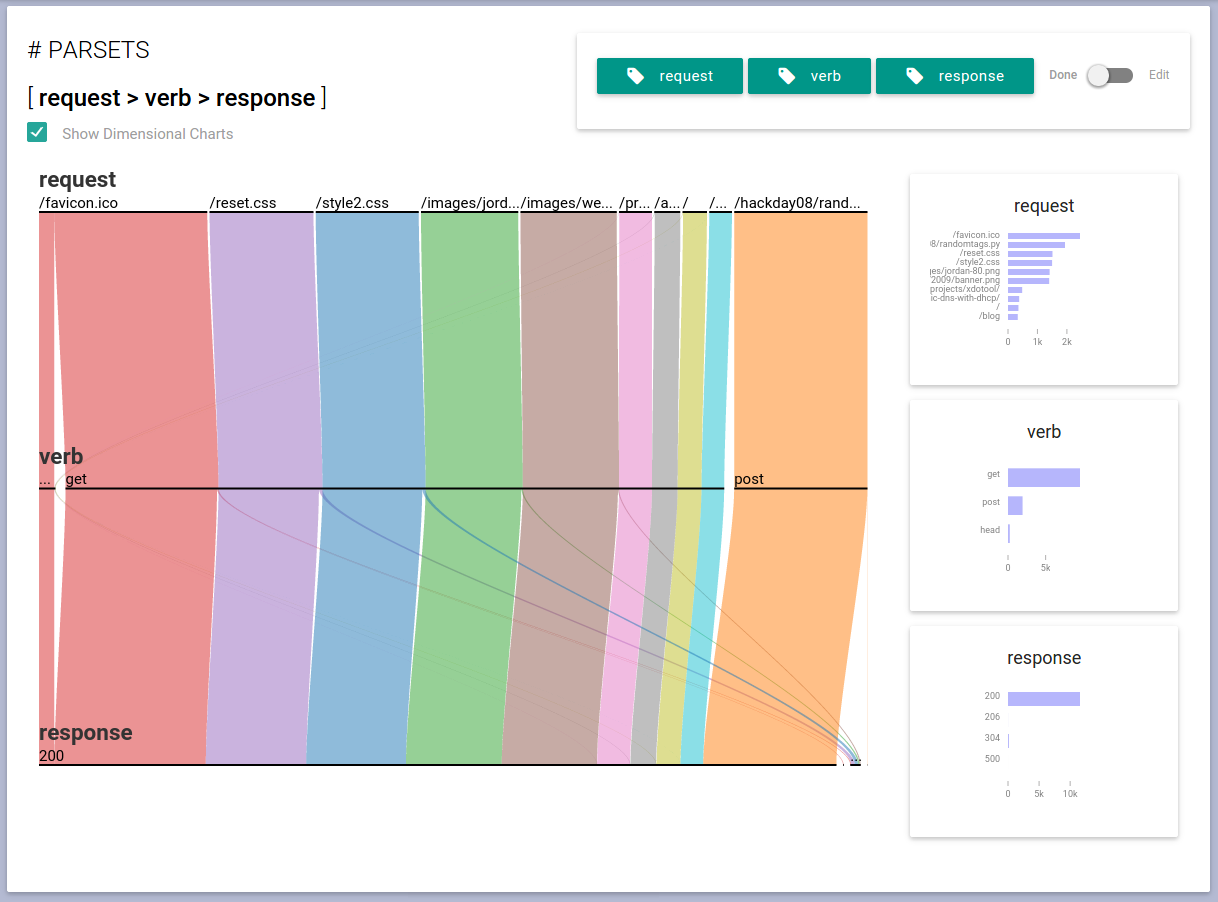 # PARSETS
[ request > verb > response ]
Show Dimensional Charts
request
verb
response
Done
Edit
request
/favicon.ico
/reset.css
/style2.css
/images/jord...
/images/we...
/pr...
/a...
/
/...
/hackday08/rand...
verb
...
get
post
response
200
...
request
/favicon.ico
8/randomtags.py
/reset.css
/style2.css
jes/jordan-80.png
2009/banner.png
projects/xdotool/
ic-dns-with-dhcp/
/
/blog
0 1k 2k
verb
get
post
head
0 5k
response
200
206
304
500
0 5k 10k